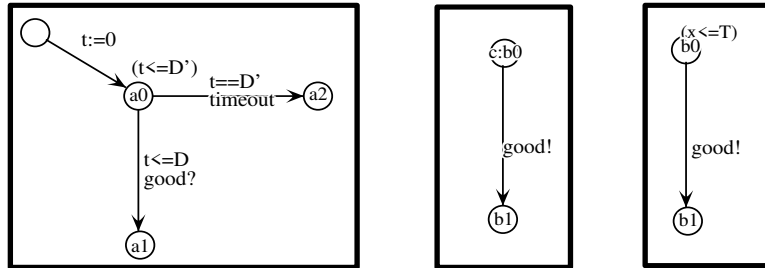 t:=0
(t<=D’)
a0
t==D’
timeout
a2
t<=D
good?
a1
c:b0
good!
b1
(x<=T)
b0
good!
b1